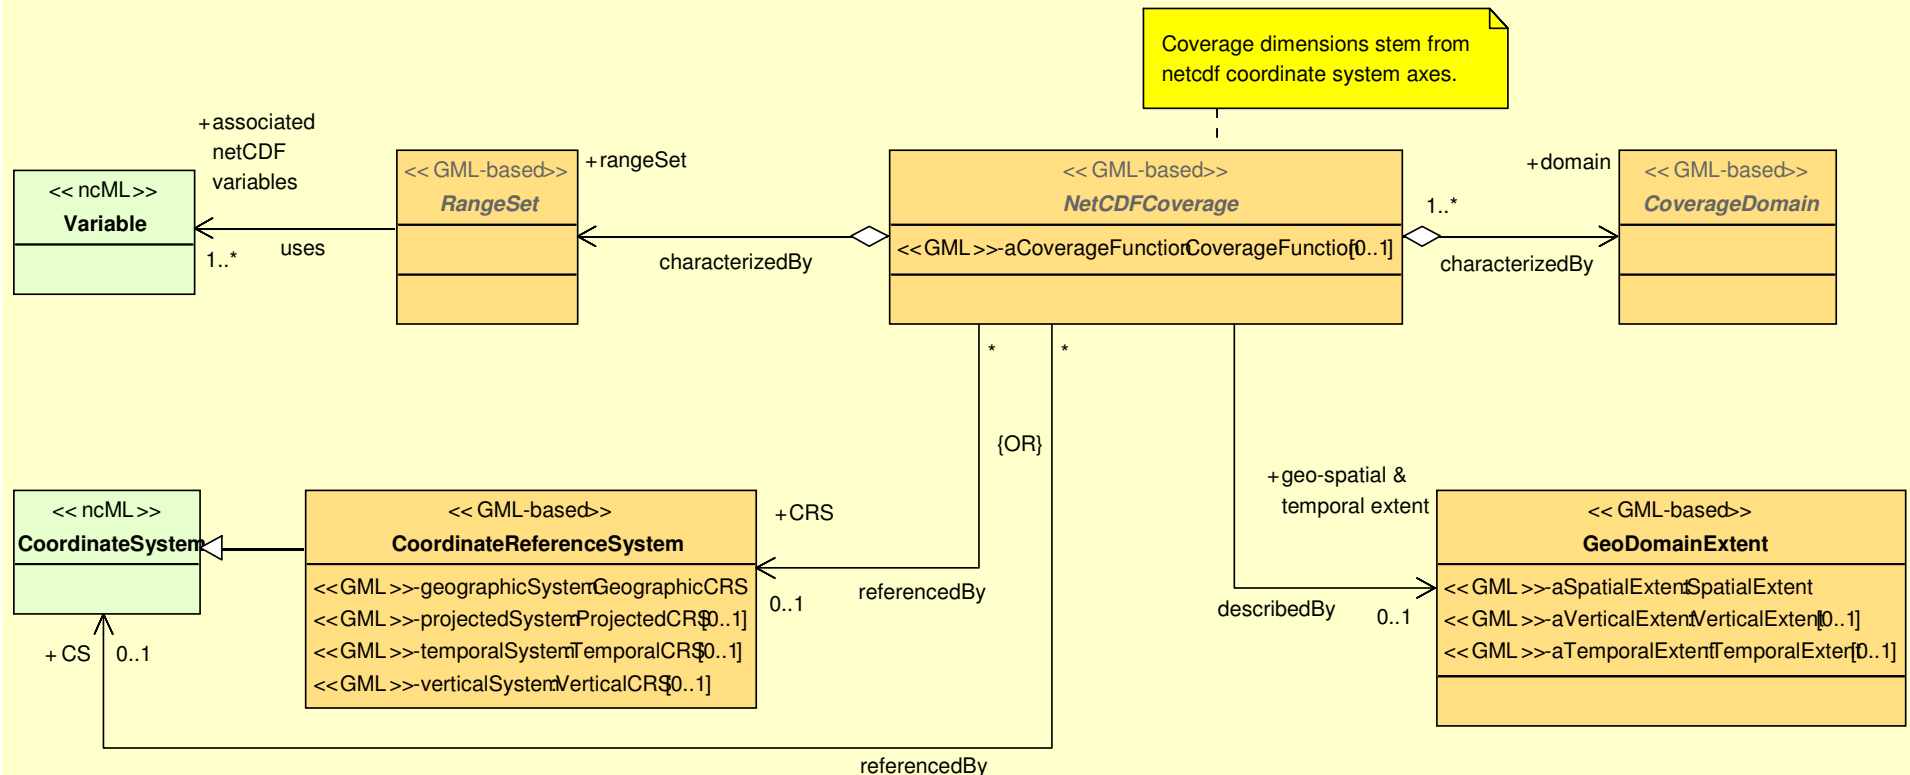 Coverage dimensions stem from
netcdf coordinate system axes.
+associated
netCDF
variables
<< ncML >>
Variable
1..*
uses
<< GML-based>>
RangeSet
+rangeSet
characterizedBy
<< GML-based>>
NetCDFCoverage
<<GML>>-aCoverageFunction:CoverageFunction[0..1]
1..*
characterizedBy
+domain
<< GML-based>>
CoverageDomain
*
*
{OR}
<< ncML >>
CoordinateSystem
+CS
0..1
<< GML-based>>
CoordinateReferenceSystem
<<GML>>-geographicSystem:GeographicCRS
<<GML>>-projectedSystem:ProjectedCRS[0..1]
<<GML>>-temporalSystem:TemporalCRS[0..1]
<<GML>>-verticalSystem:VerticalCRS[0..1]
+CRS
0..1
referencedBy
referencedBy
+geo-spatial &
temporal extent
describedBy
0..1
<< GML-based>>
GeoDomainExtent
<<GML>>-aSpatialExtent:SpatialExtent
<<GML>>-aVerticalExtent:VerticalExtent[0..1]
<<GML>>-aTemporalExtent:TemporalExtent[0..1]